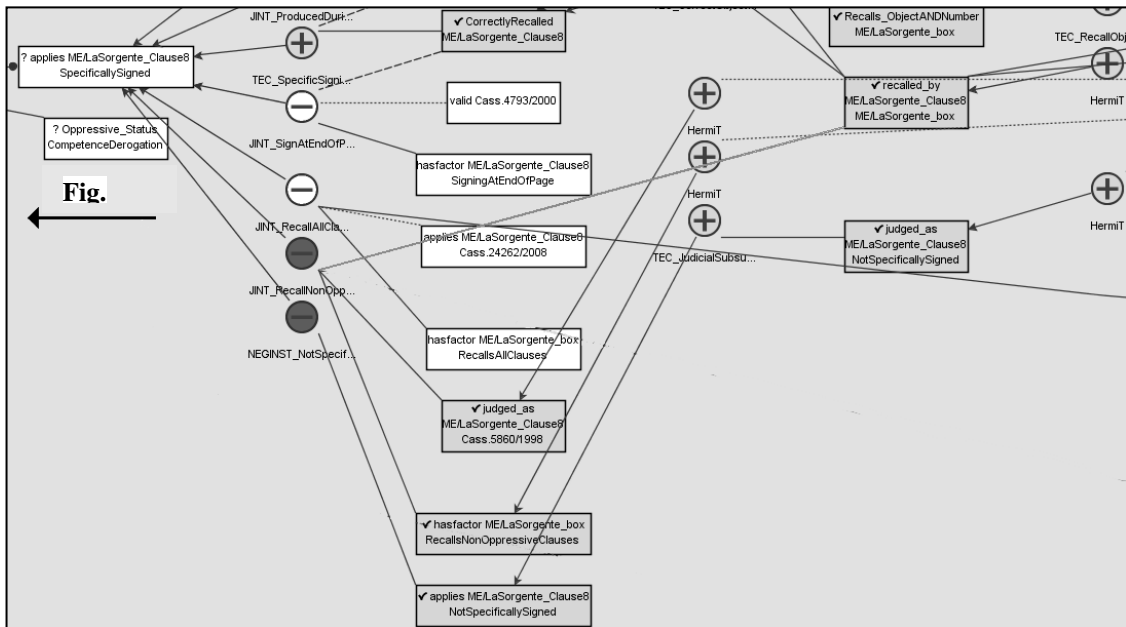 JINT_ProducedDuri...
✔ CorrectlyRecalled
ME/LaSorgente_Clause8
✔ Recalls_ObjectANDNumber
ME/LaSorgente_box
TEC_RecallObj...
? applies ME/LaSorgente_Clause8
SpecificallySigned
TEC_SpecificSigni...
valid Cass.4793/2000
✔ recalled_by
ME/LaSorgente_Clause8
ME/LaSorgente_box
HermiT
? Oppressive_Status
CompetenceDerogation
JINT_SignAtEndOfP...
HermiT
hasfactor ME/LaSorgente_Clause8
SigningAtEndOfPage
Fig.
HermiT
JINT_RecallAllCla...
applies ME/LaSorgente_Clause8
Cass.24262/2008
✔ judged_as
ME/LaSorgente_Clause8
NotSpecificallySigned
HermiT
TEC_JudicialSubsu...
JINT_RecallNonOpp...
hasfactor ME/LaSorgente_box
RecallsAllClauses
NEGINST_NotSpecif...
✔ judged_as
ME/LaSorgente_Clause8
Cass.5860/1998
✔ hasfactor ME/LaSorgente_box
RecallsNonOppressiveClauses
✔ applies ME/LaSorgente_Clause8
NotSpecificallySigned